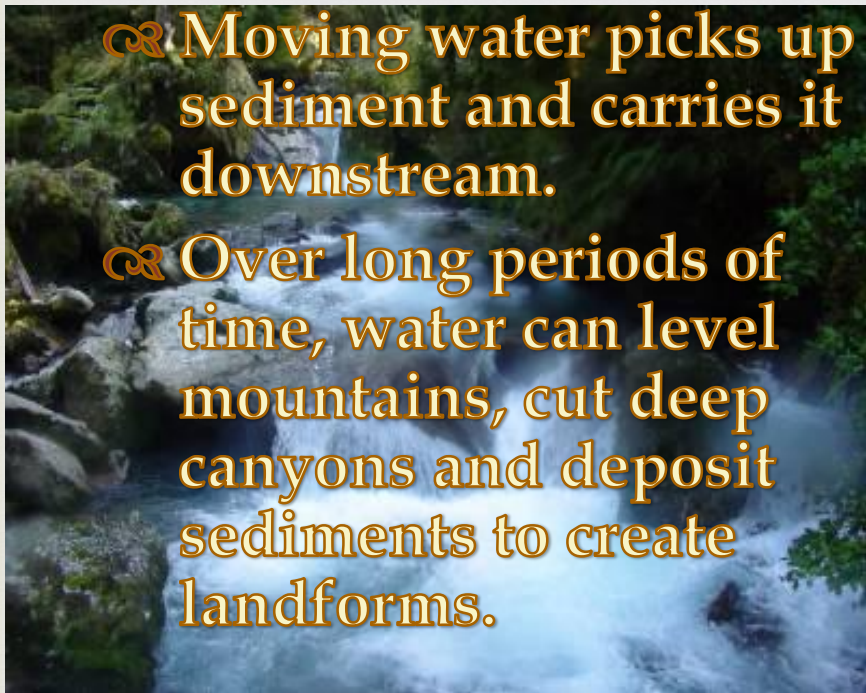 Moving water picks up
sediment and carries it
downstream.
Over long periods of
time, water can level
mountains, cut deep
canyons and deposit
sediments to create
landforms.